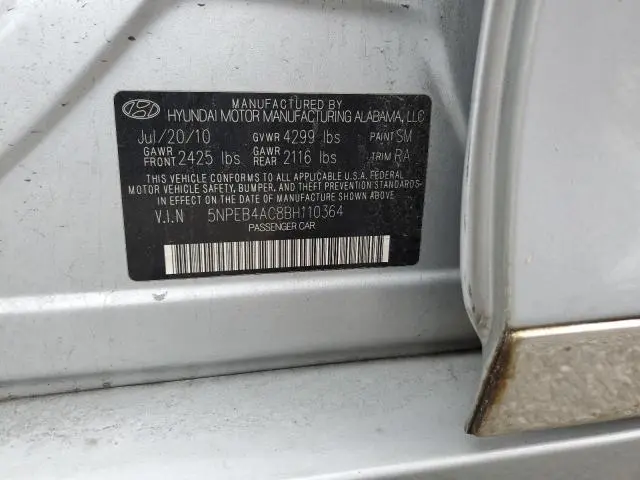 MANUFACTURED BY
HYUNDAI MOTOR MANUFACTURING ALABAMA, LLC
Jul/20/10 GVWR 4299 lbs PAINT SM
GAWR FRONT 2425 lbs GAWR REAR 2116 lbs TRIM RA
THIS VEHICLE CONFORMS TO ALL APPLICABLE U.S.A. FEDERAL
MOTOR VEHICLE SAFETY, BUMPER, AND THEFT PREVENTION
STANDARDS IN EFFECT ON THE DATE OF MANUFACTURE SHOWN ABOVE
V.I.N 5NPEB4AC8BH110364
PASSENGER CAR